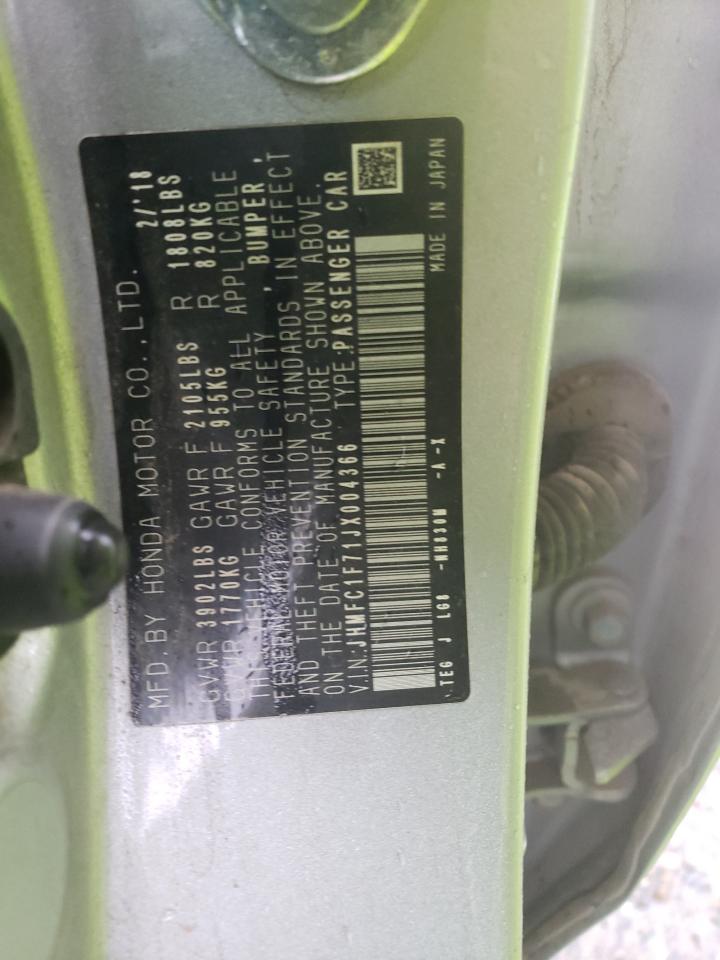 MFD. BY HONDA MOTOR CO.,LTD. 2/'18
GVWR 3902LBS GAWR F 2105LBS R 1808LBS
GVWR 1770KG GAWR F 955KG R 820KG
THIS VEHICLE CONFORMS TO ALL APPLICABLE
FEDERAL MOTOR VEHICLE SAFETY, BUMPER,
AND THEFT PREVENTION STANDARDS IN EFFECT
ON THE DATE OF MANUFACTURE SHOWN ABOVE.
V.I.N:JHMFC1F71JX004366 TYPE:PASSENGER CAR
TEG J LG8 -NH830M -A-X MADE IN JAPAN